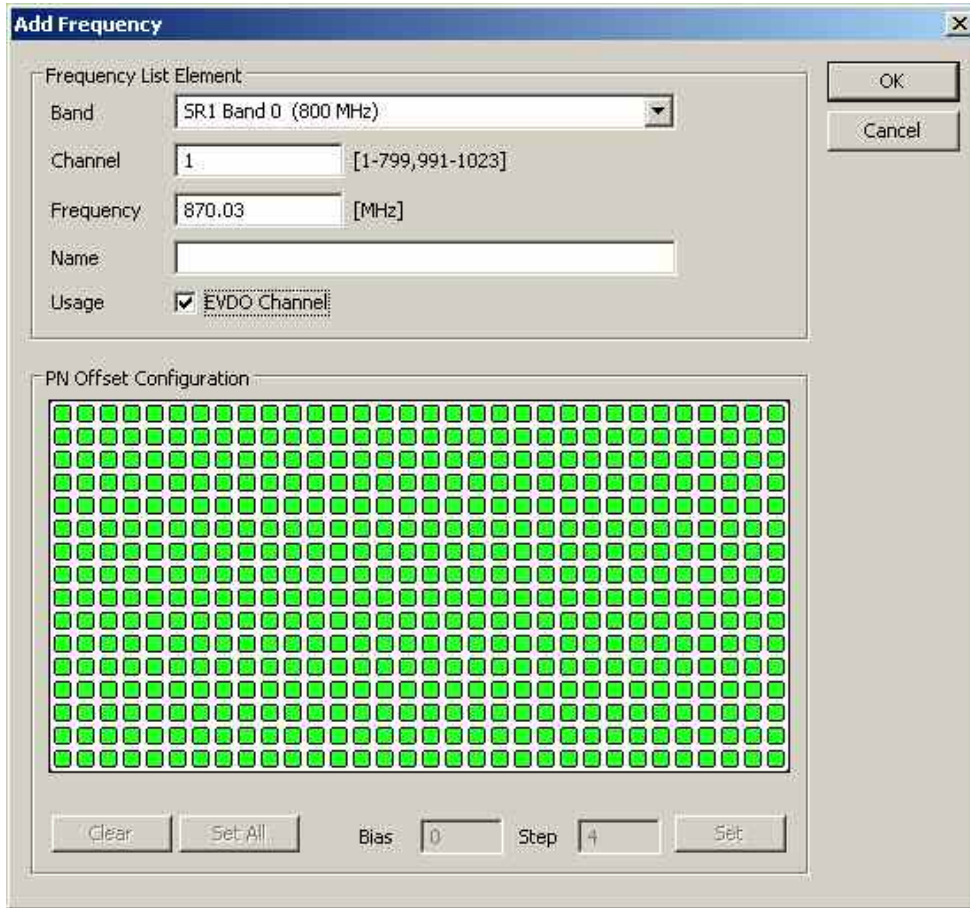 Add Frequency
Frequency List Element
OK
Band SR1 Band 0 (800 MHz)
Cancel
Channel 1 [1-799,991-1023]
Frequency 870.03 [MHz]
Name
Usage EVDO Channel
PN Offset Configuration
Clear Set All Bias 0 Step 4 Set